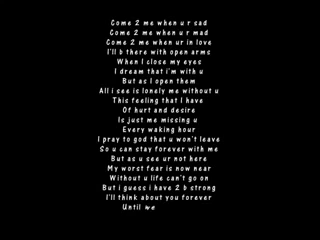 Come 2 me when u r sad
Come 2 me when u r mad
Come 2 me when ur in love
I'll b there with open arms
When I close my eyes
I dream that i'm with u
But as I open them
All i see is lonely me without u
This feeling that I have
Of hurt and desire
Is just me missing u
Every waking hour
I pray to god that u won't leave
So u can stay forever with me
But as u see ur not here
My worst fear is now near
Without u life can't go on
But i guess i have 2 b strong
I'll think about you forever
Until we